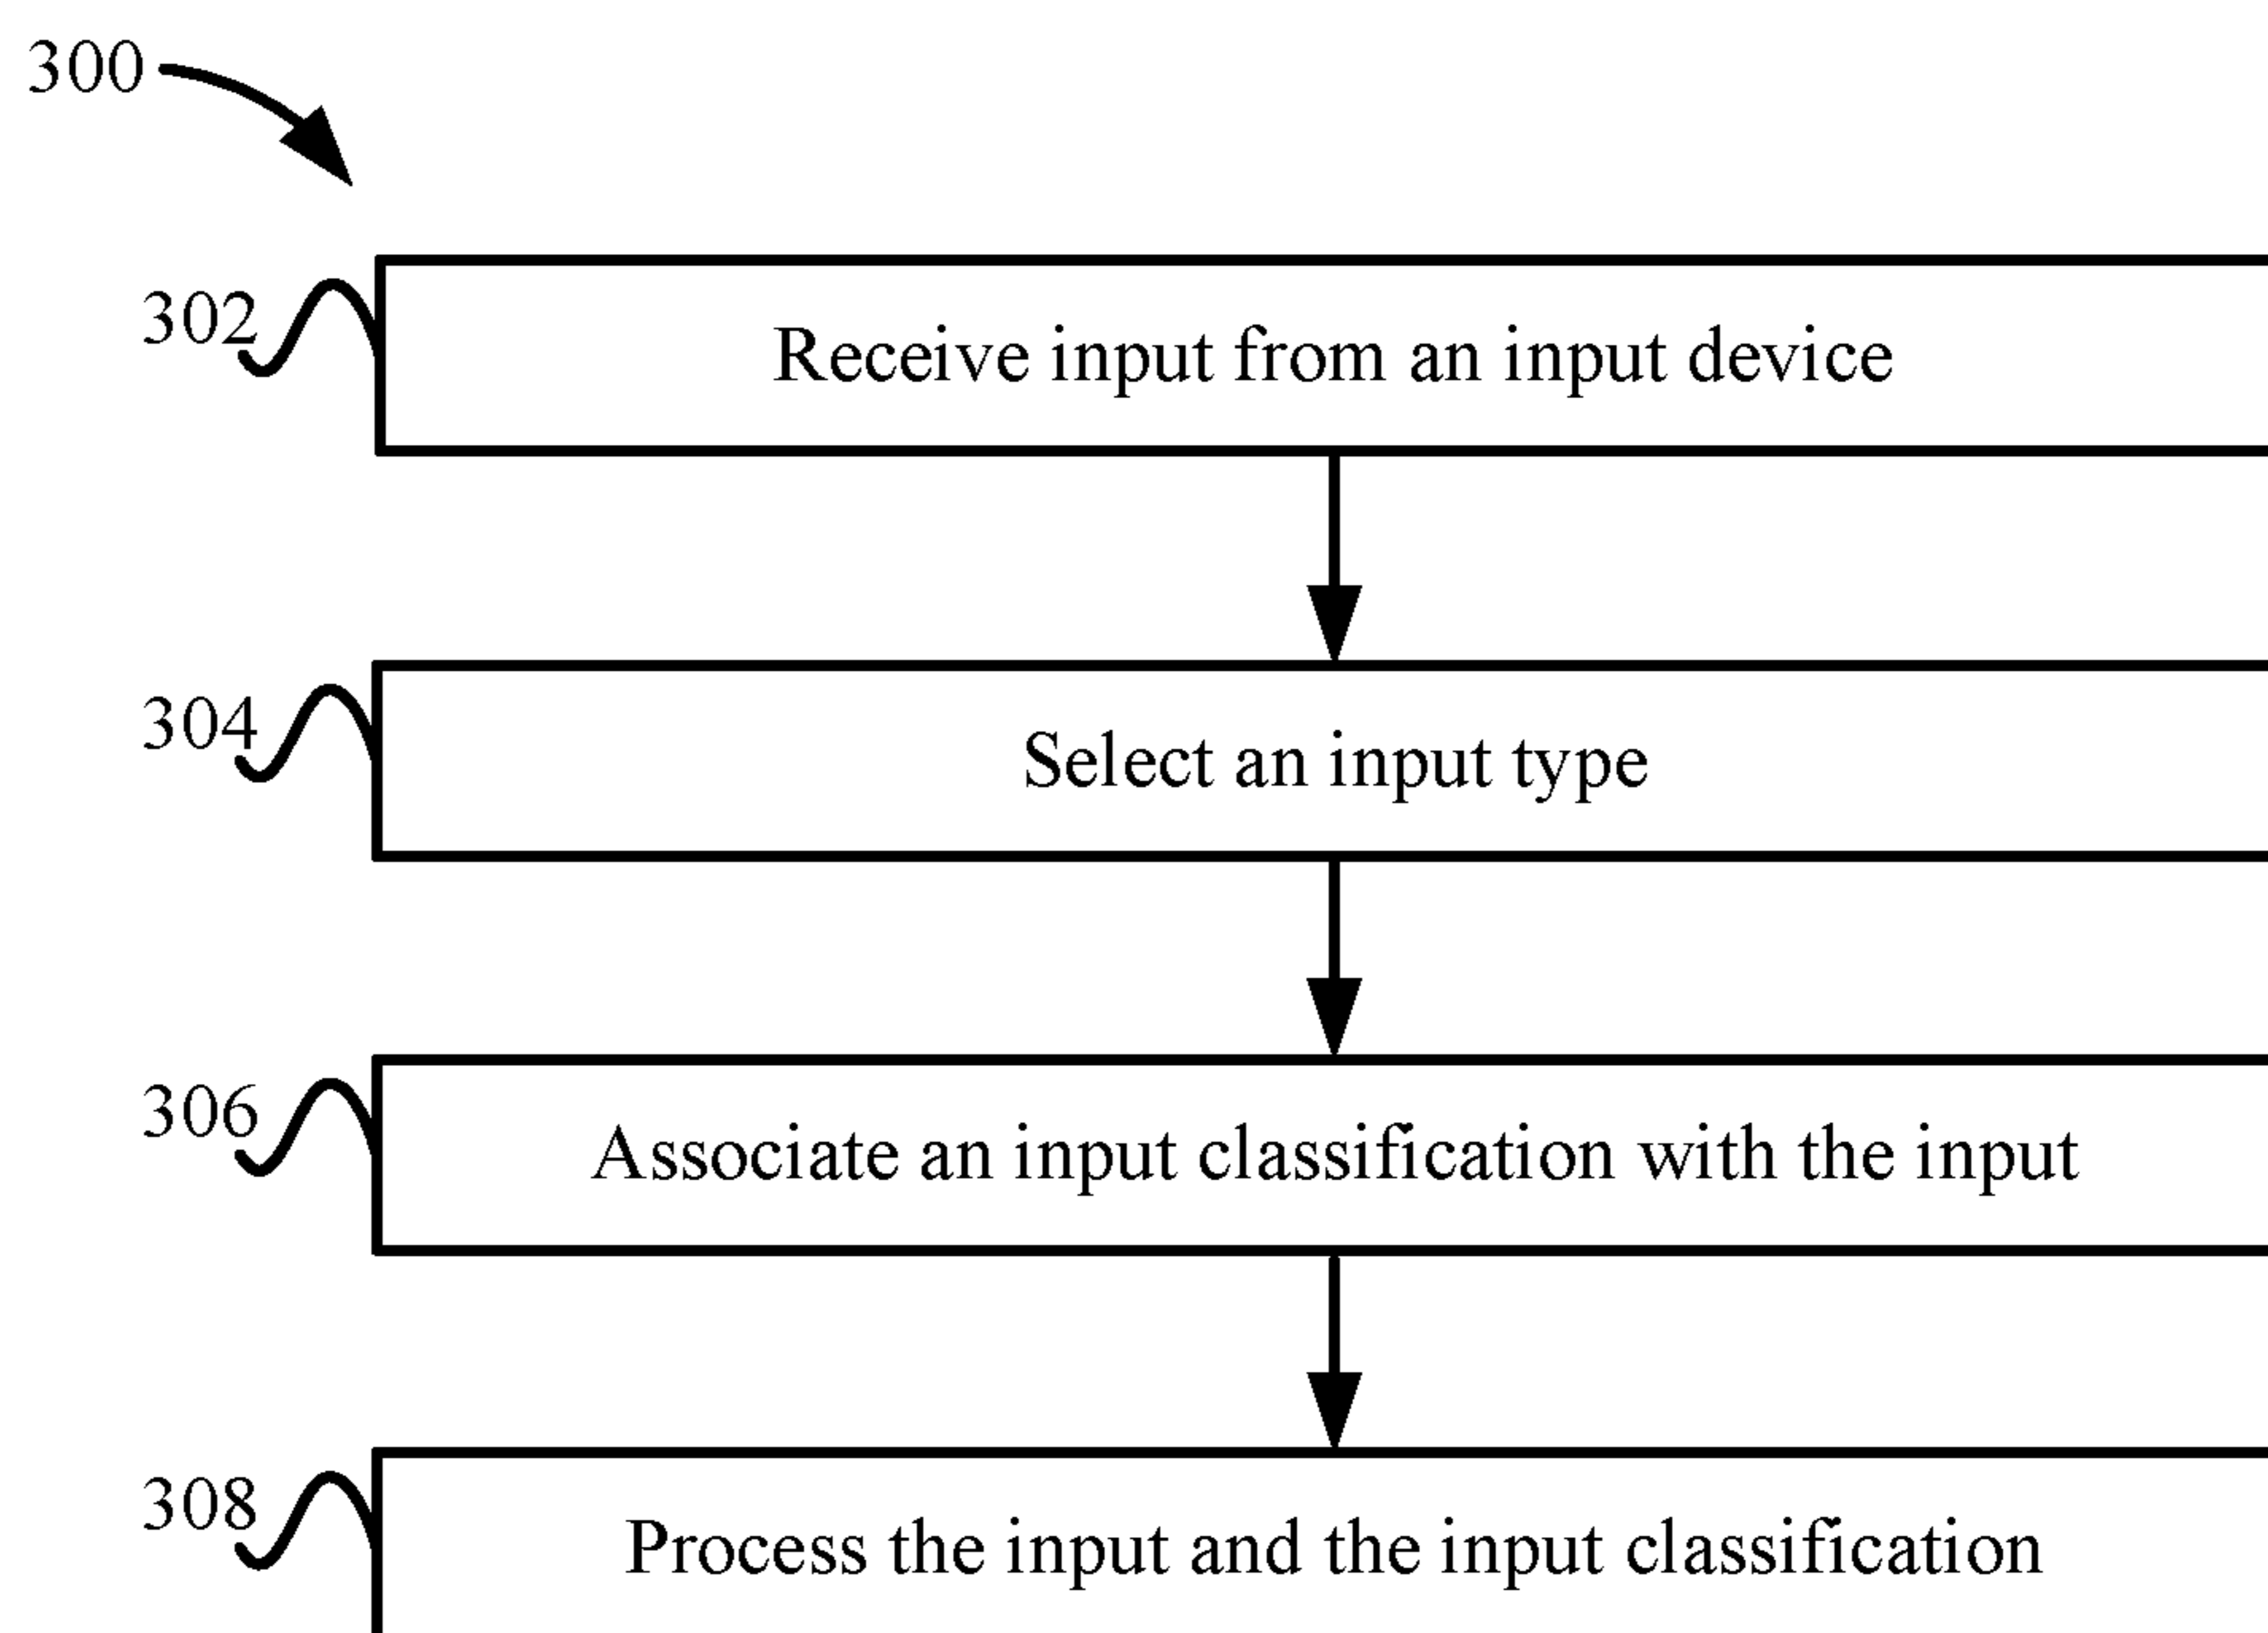 300
302
Receive input from an input device
304
Select an input type
306
Associate an input classification with the input
308
Process the input and the input classification